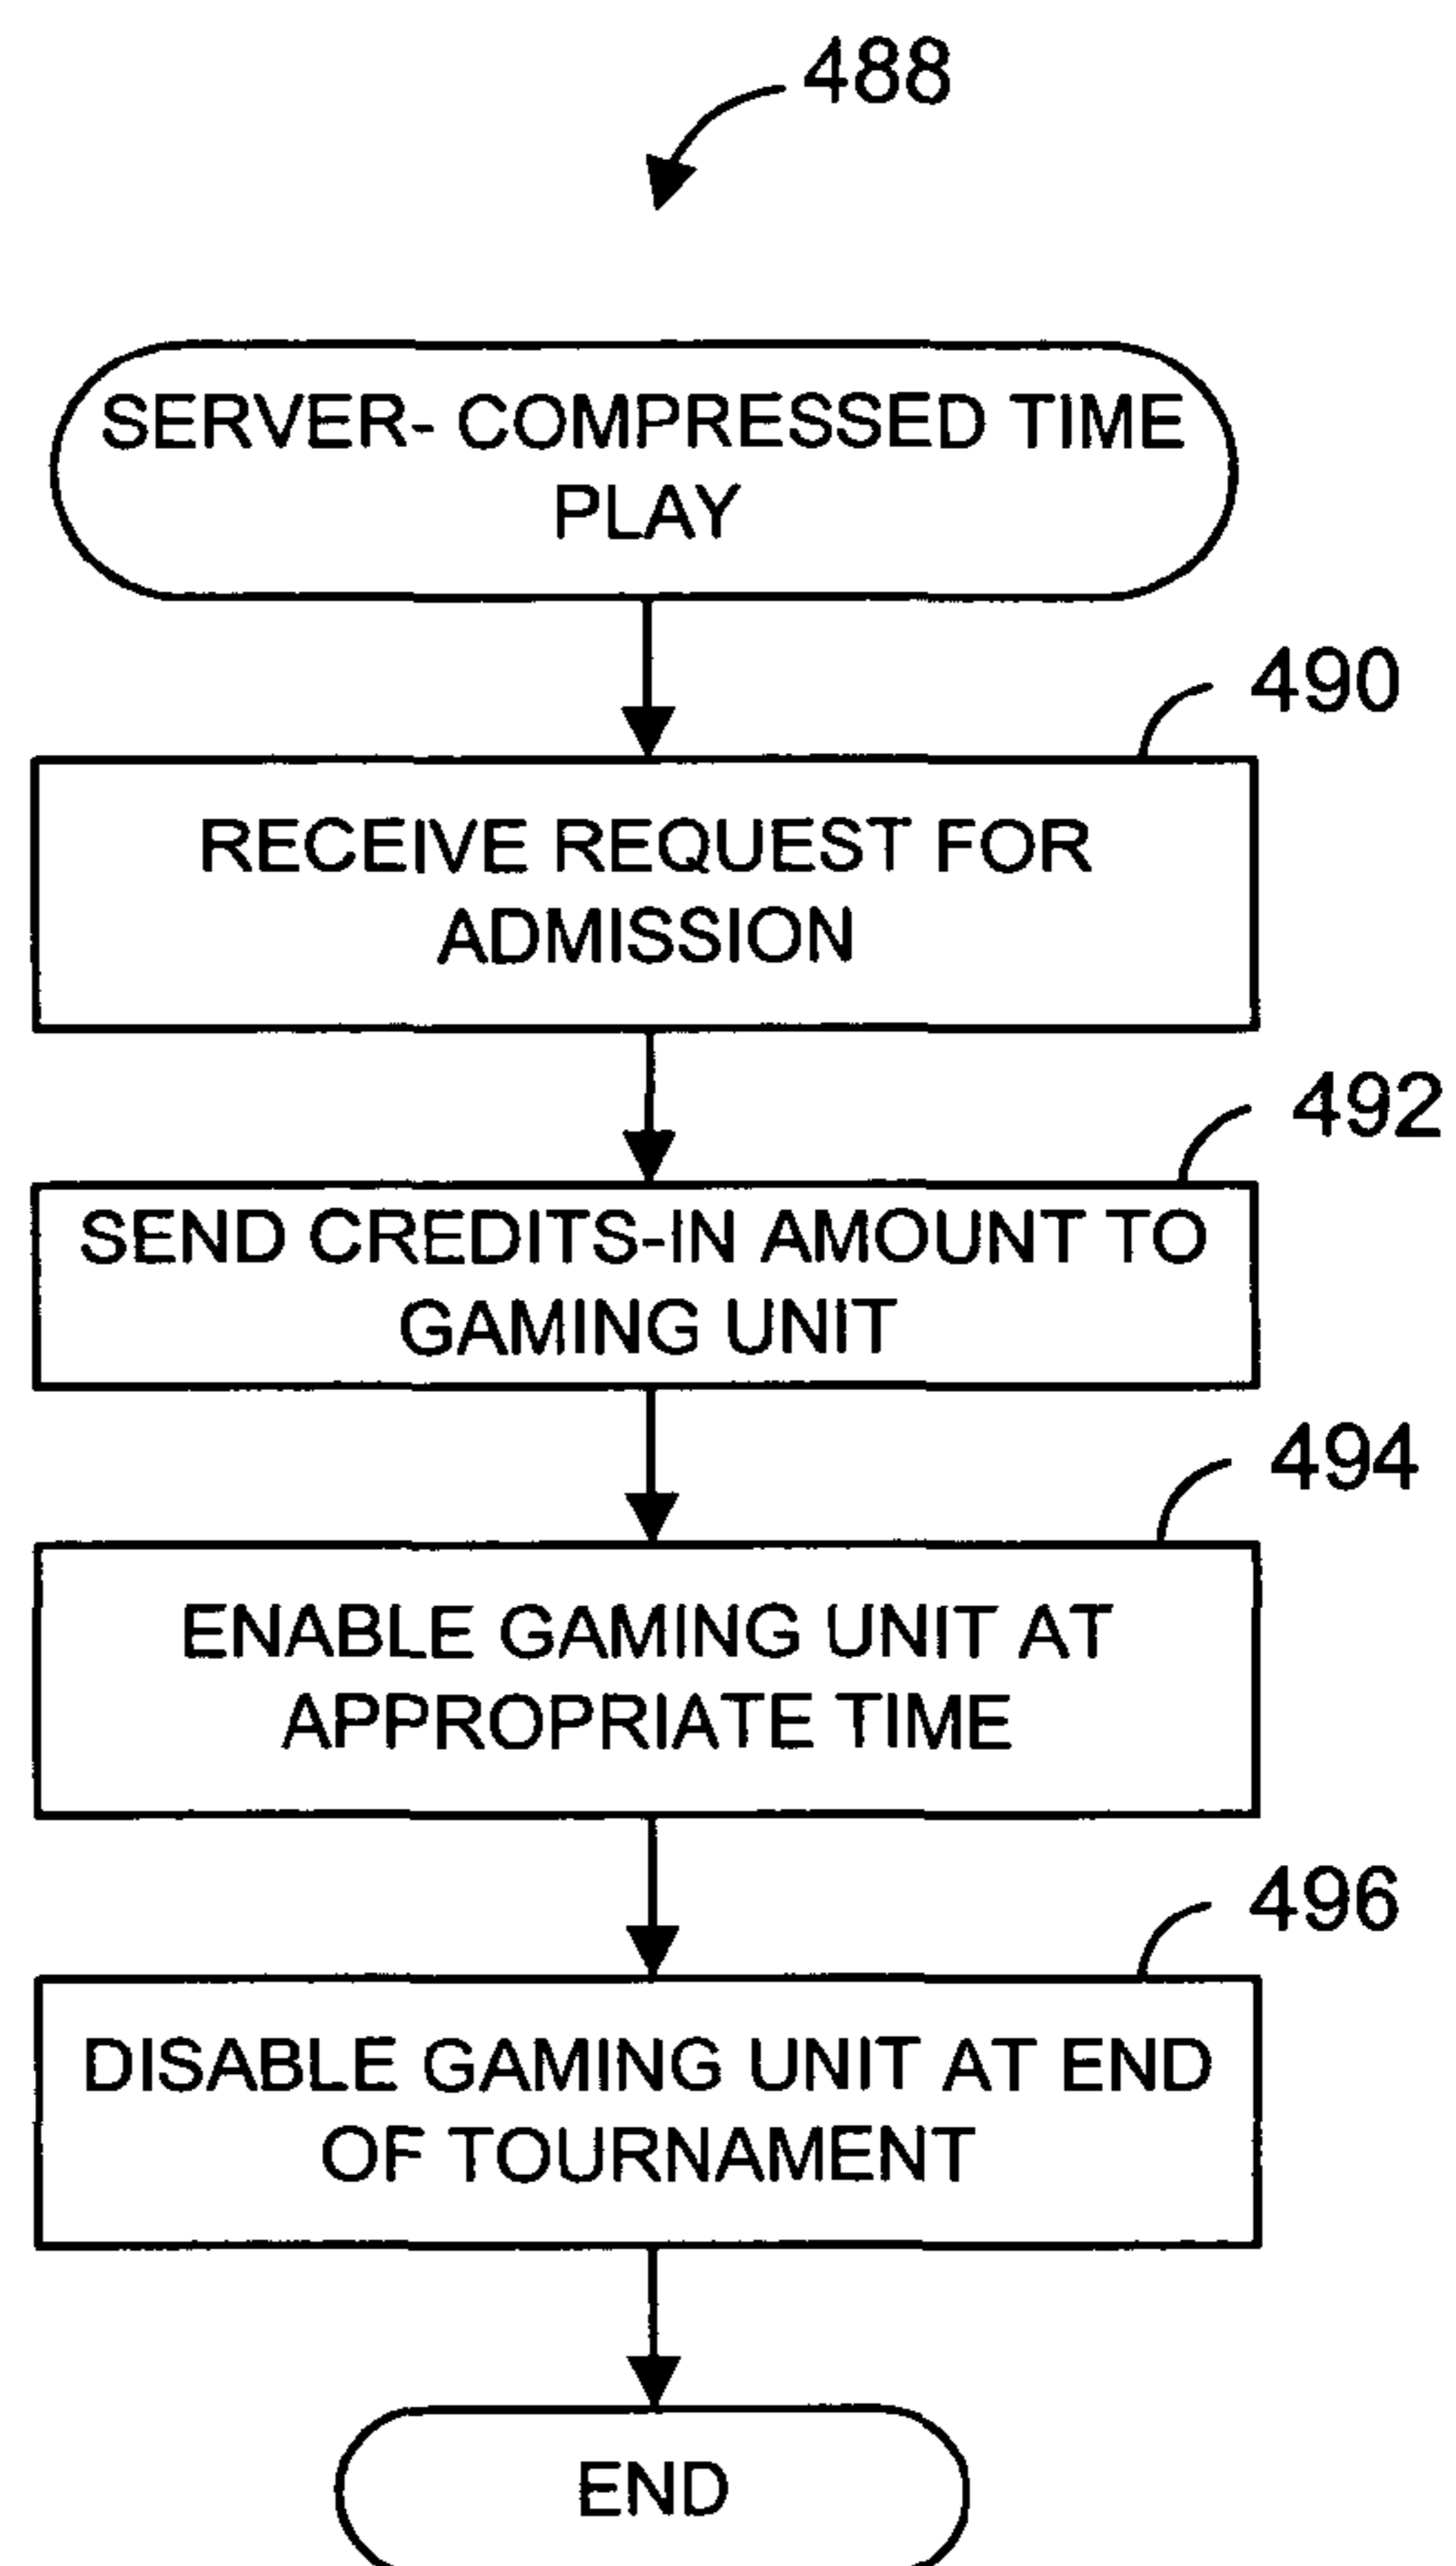 488
SERVER- COMPRESSED TIME
PLAY
490
RECEIVE REQUEST FOR
ADMISSION
492
SEND CREDITS-IN AMOUNT TO
GAMING UNIT
494
ENABLE GAMING UNIT AT
APPROPRIATE TIME
496
DISABLE GAMING UNIT AT END
OF TOURNAMENT
END